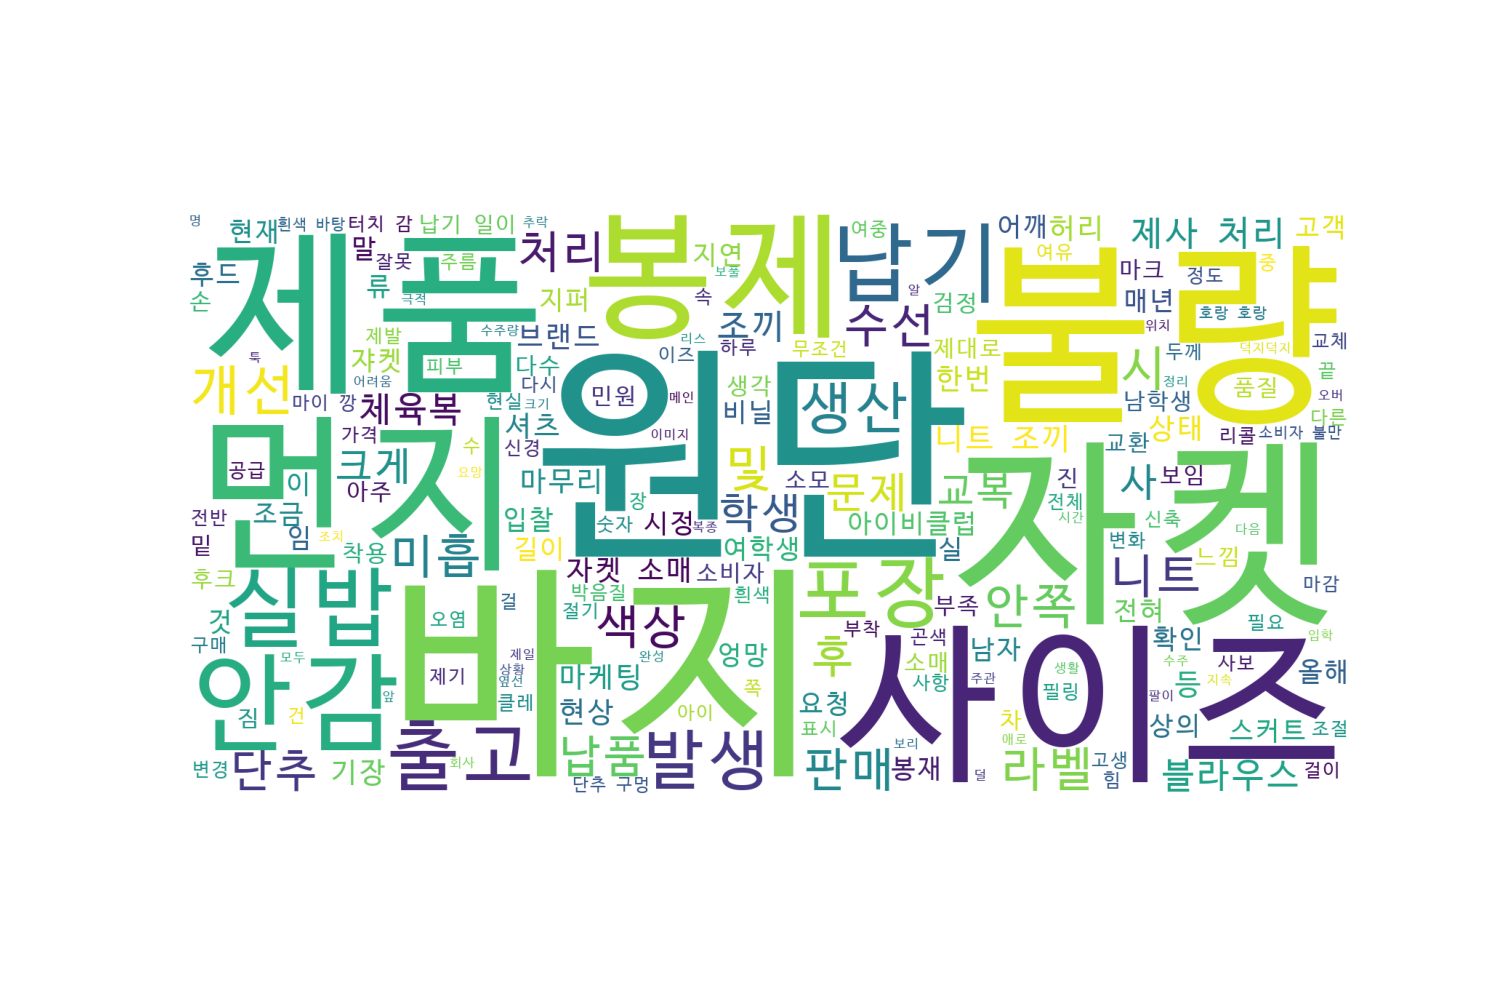 명
현재
흰색 바탕
터치 감
납기 일이
추락
처리
봉제
지연
납기
여중
어깨
허리
제사 처리
고객
말
잘못
주름
제품
불량
여유
중
후드
손
류
극적
지퍼
보풀
속
조끼
수선
알
검정
마크
정도
매년
호랑 호랑
위치
교체
제발
수주량
브랜드
리스
하루
무조건
제대로
시
두께
덕지덕지
툭
쟈켓
피부
다수
이즈
개선
어려움
다시
민원
메인
생각
생산
한번
정리
품질
끝
마이 깡
체육복
현실
크기
비닐
남학생
오버
다른
먼지
가격
셔츠
신경
이미지
원단
니트 조끼
상태
리콜
소비자 불만
수
교환
자켓
공급
크게
요망
마무리
및
소모
문제
교복
진
사
보임
이
아주
장
전체
전반
조금
임
입찰
숫자
시정
복종
학생
아이비클럽
시간
신축
다음
밑
조치
착용
미흡
길이
여학생
실
변화
느낌
후크
실밥
자켓 소매
소비자
포장
안쪽
니트
마감
박음질
흰색
부족
전혀
것
걸
절기
색상
오염
부착
곤색
확인
필요
입학
구매
바지
사이즈
안감
모두
제기
제일
상황
옆선
완성
마케팅
엉망
후
소매
남자
생활
수주
사보
올해
쪽
사항
주관
필링
등
지속
앞
짐
건
클레
현상
아이
요청
표시
차
팔이
상의
스커트
조절
애로
변경
단추
기장
출고
회사
납품
발생
판매
보리
봉재
라벨
고생
블라우스
걸이
단추 구멍
덜
힘